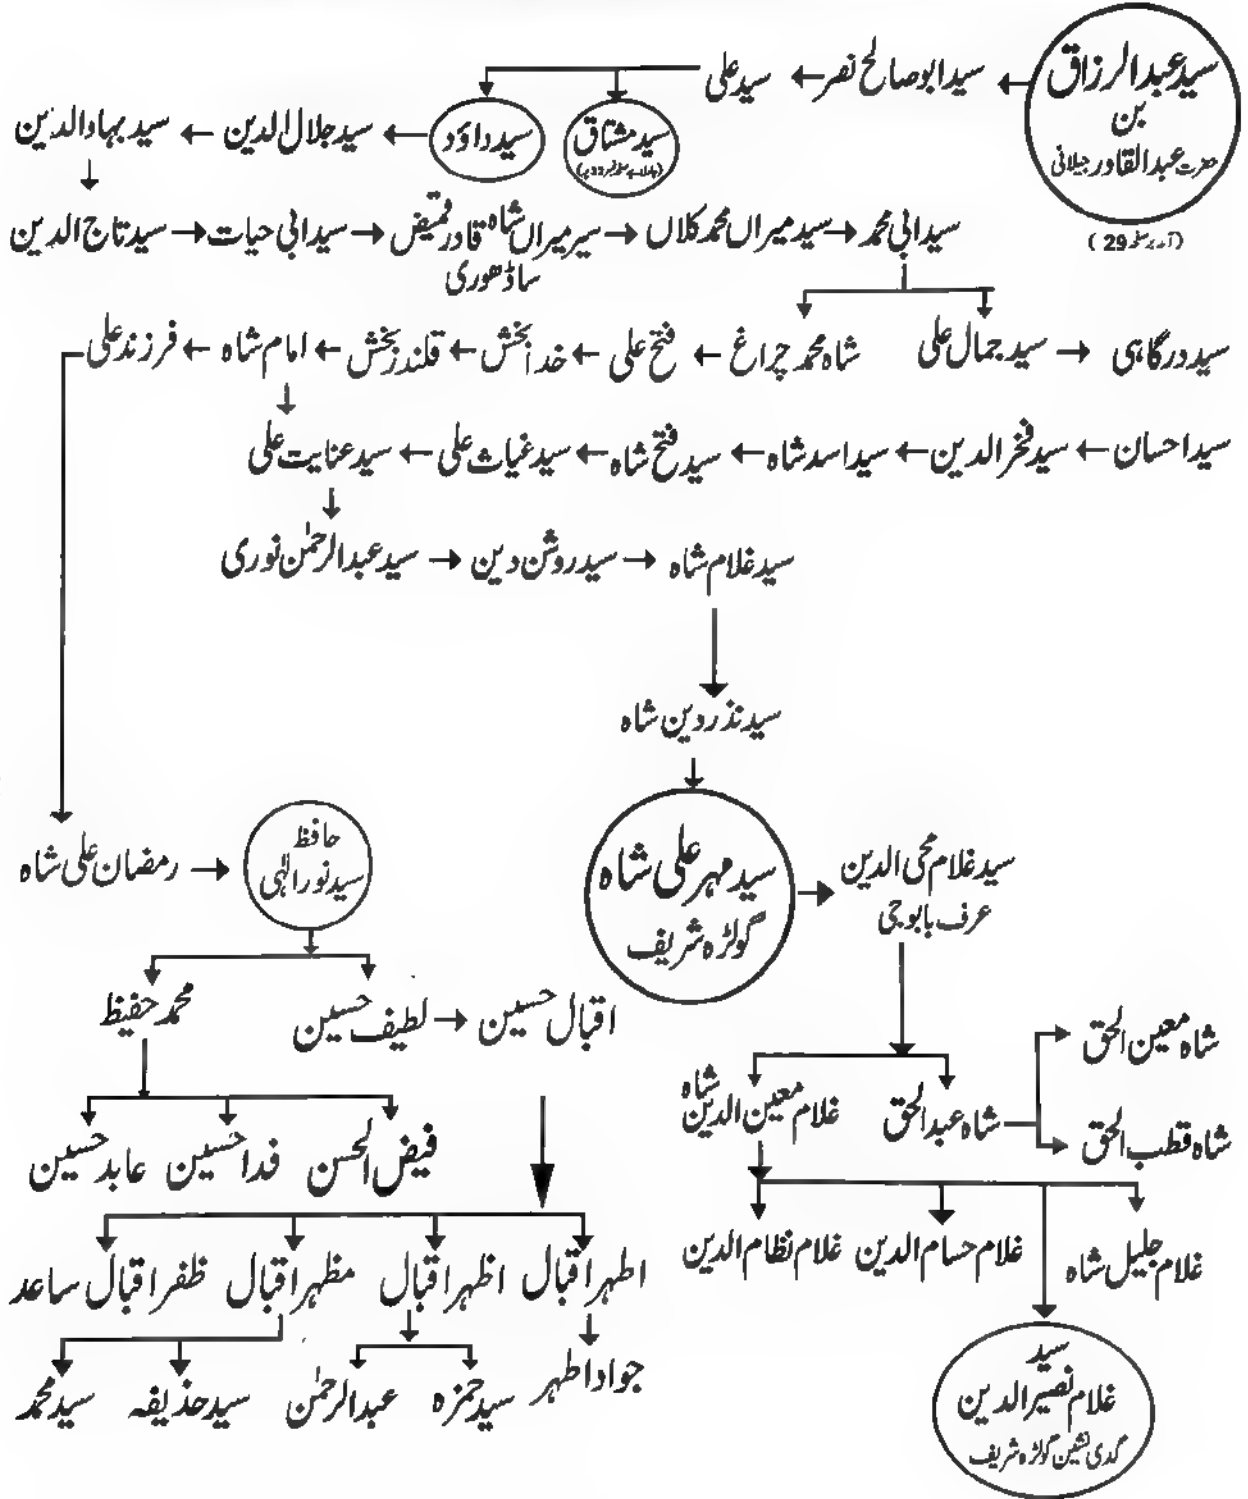 سید عبدالرزاق
بن
حضرت عبدالقادر جیلانی
سید ابو صالح نصر ← سید علی
سید مشتاق
سید داؤد ← سید جلال الدین ← سید بہاؤالدین
سید تاج الدین → سید ابی حیات → سید میراں شاہ قادر قمیض
ساڈھوری
→ سید میراں محمد کلاں → سید ابی محمد
سید درگاہی → سید جمال علی
شاہ محمد چراغ ← فتح علی ← خدا بخش ← قلندر بخش ← امام شاہ ← فرزند علی
سید احسان ← سید فخر الدین ← سید اسد شاہ ← سید فتح شاہ ← سید غیاث علی ← سید عنایت علی
سید غلام شاہ → سید روشن دین → سید عبدالرحمٰن نوری
سید نذر دین شاہ
سید مہر علی شاہ
گولڑہ شریف
سید غلام محی الدین
عرف بابو جی
رمضان علی شاہ
حافظ
سید نور الٰہی
محمد حفیظ
لطیف حسین → اقبال حسین
شاہ معین الحق
شاہ عبدالحق
شاہ قطب الحق
غلام معین الدین شاہ
فیض الحسن
فدا حسین
عابد حسین
غلام جلیل شاہ
غلام حسام الدین
غلام نظام الدین
اطہر اقبال
اظہر اقبال
مظہر اقبال
ظفر اقبال ساعد
جواد اطہر
سید حمزہ
عبدالرحمٰن
سید حذیفہ
سید محمد
سید
غلام نصیر الدین
گدی نشین گولڑہ شریف